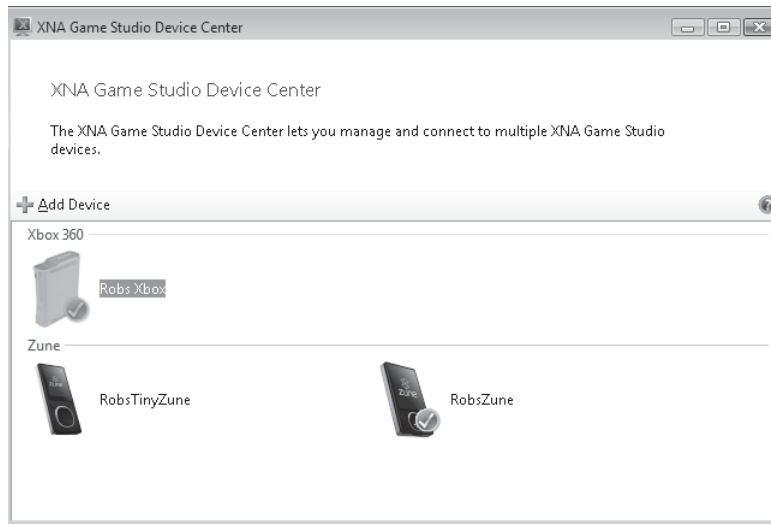 XNA Game Studio Device Center
XNA Game Studio Device Center
The XNA Game Studio Device Center lets you manage and connect to multiple XNA Game Studio
devices.
Add Device
Xbox 360
Robs Xbox
Zune
RobsTinyZune
RobsZune